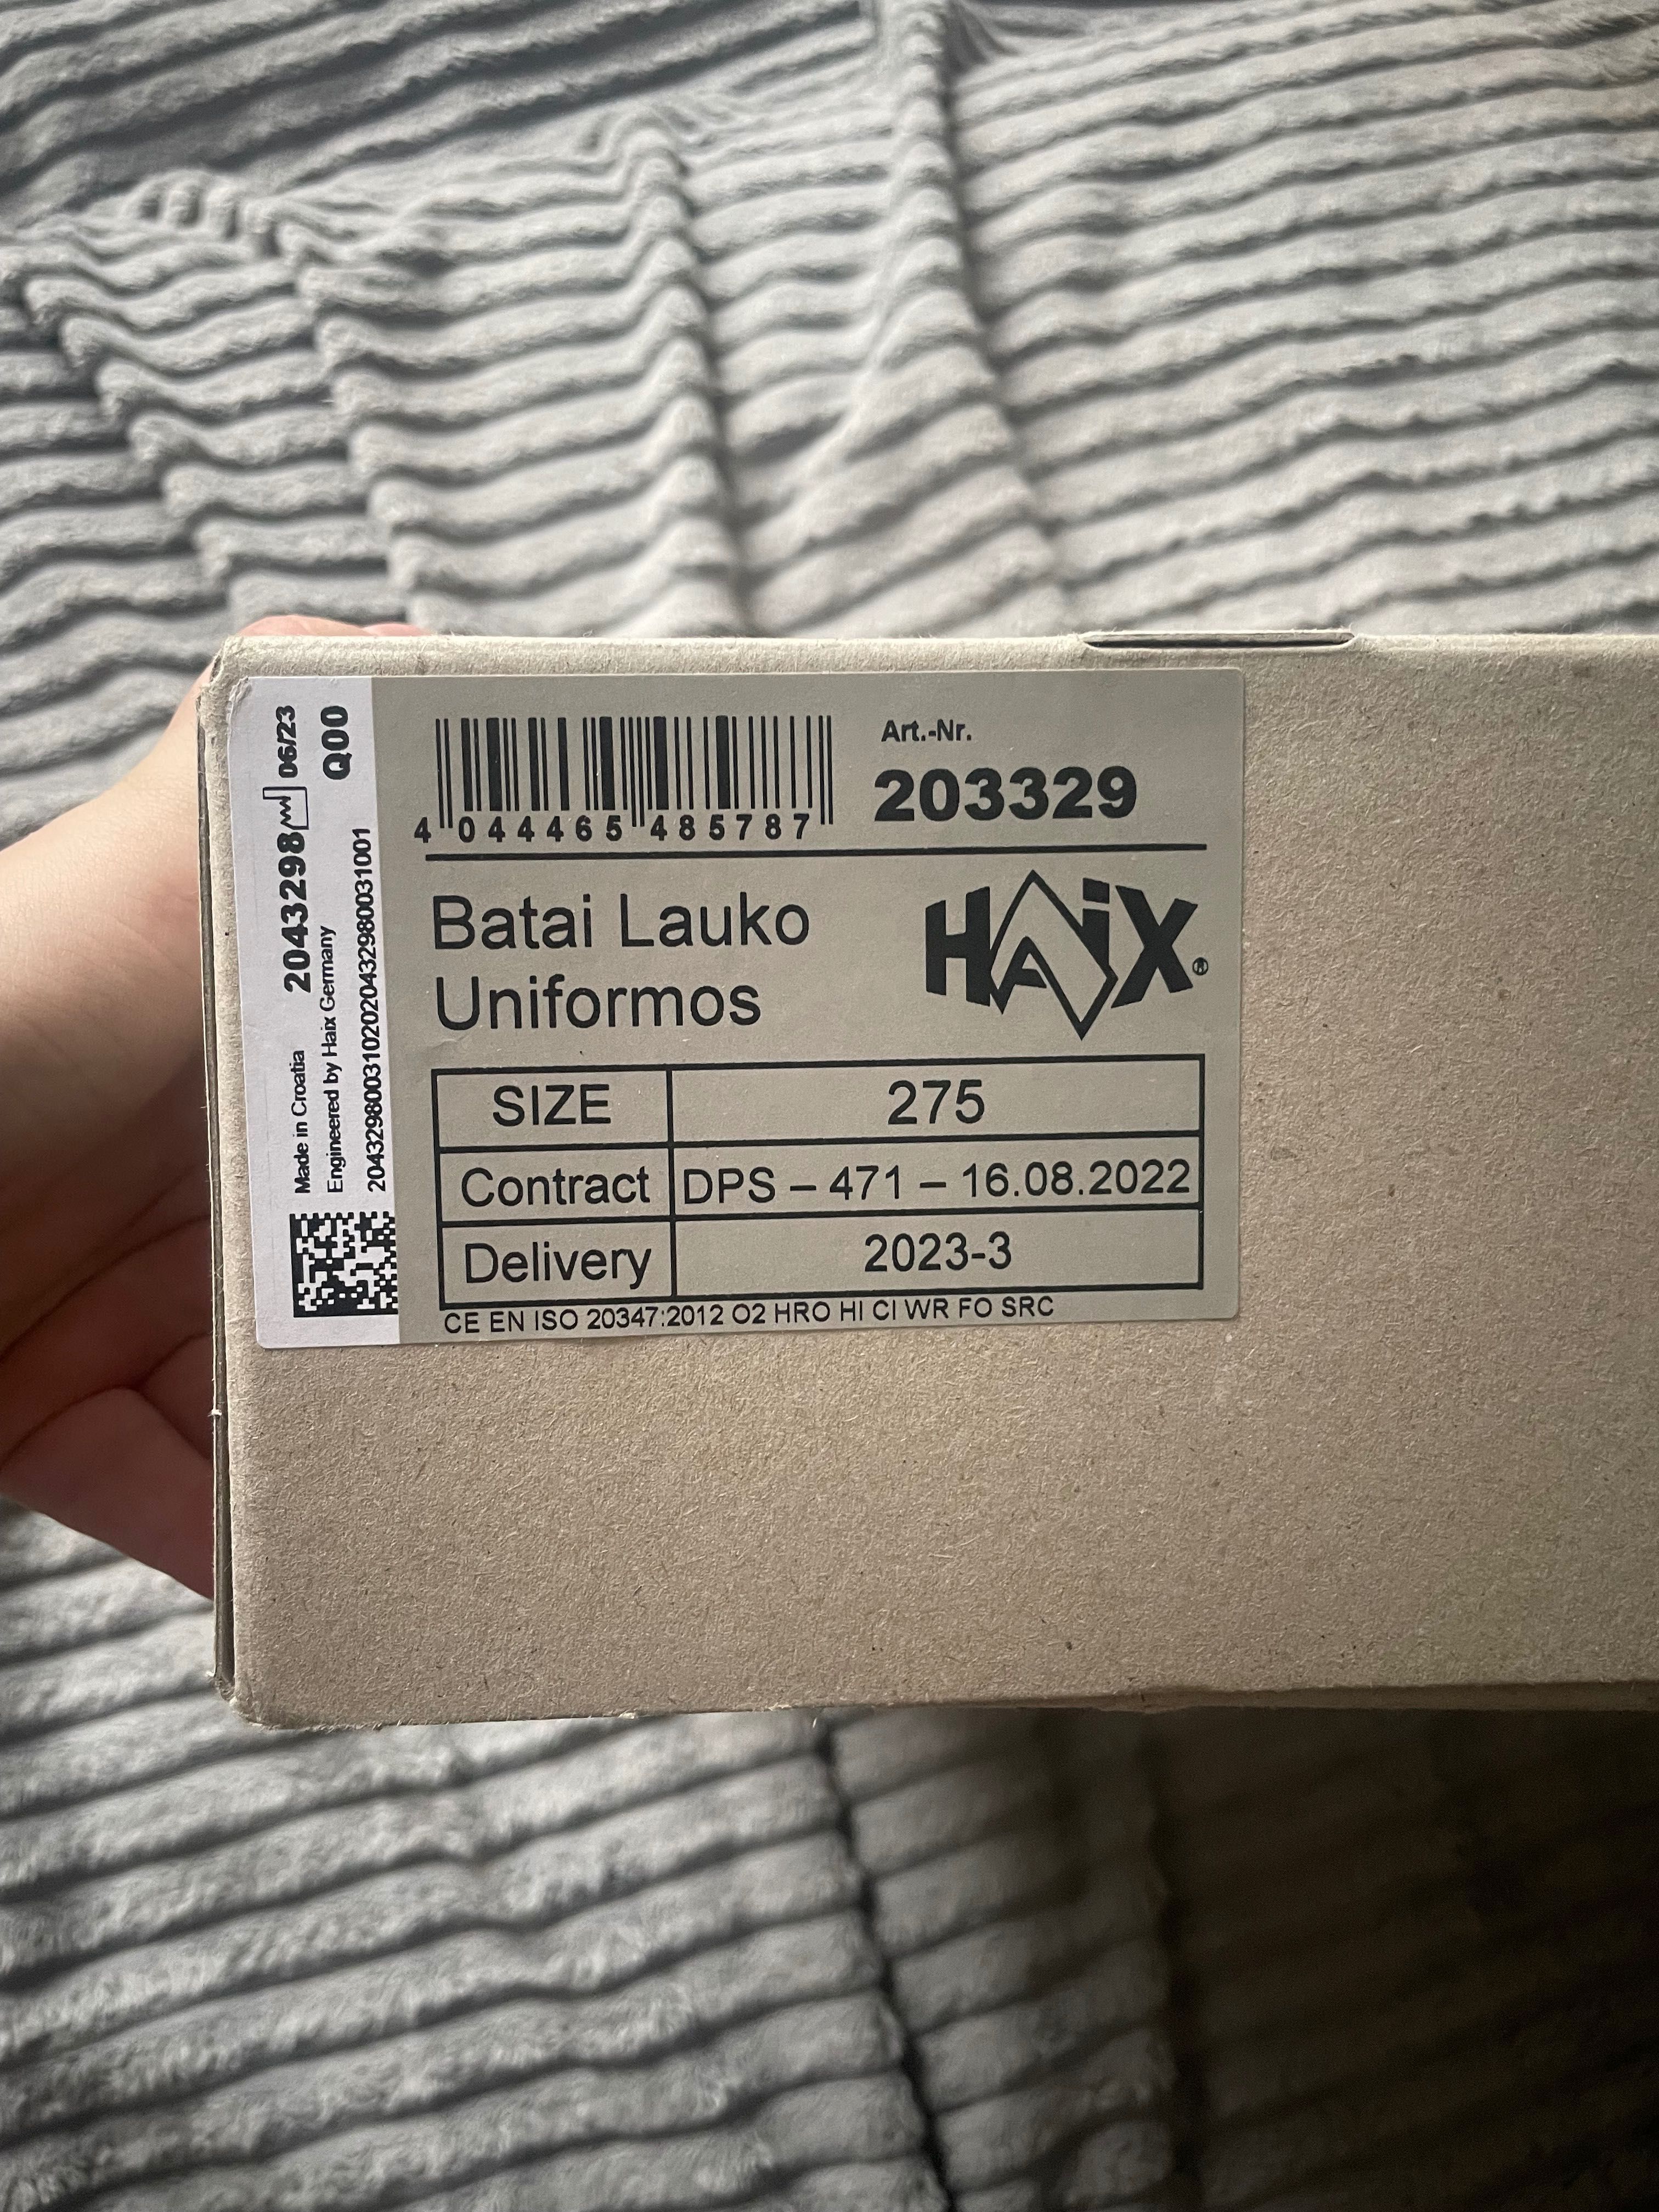 4 044465 485787
Art.-Nr.
203329
Batai Lauko
Uniformos
HAiX®
SIZE 275
Contract DPS – 471 – 16.08.2022
Delivery 2023-3
CE EN ISO 20347:2012 O2 HRO HI CI WR FO SRC
Made in Croatia 2043298 06/23
Engineered by Haix Germany Q00
2043298003102020432980031001